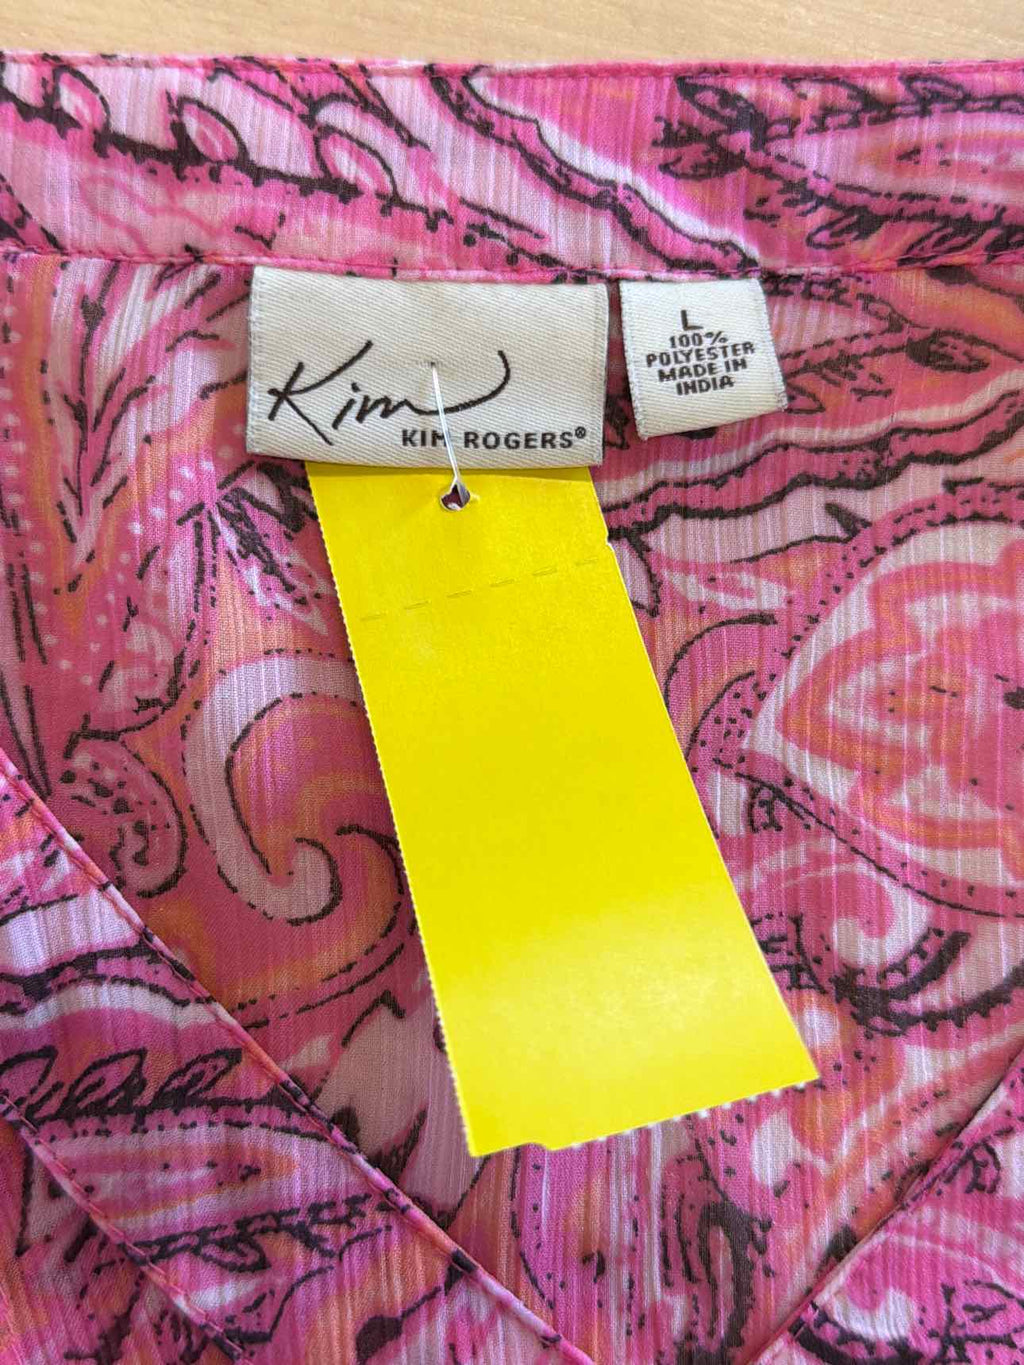 Kim
KIM ROGERS®
L
100%
POLYESTER
MADE IN
INDIA